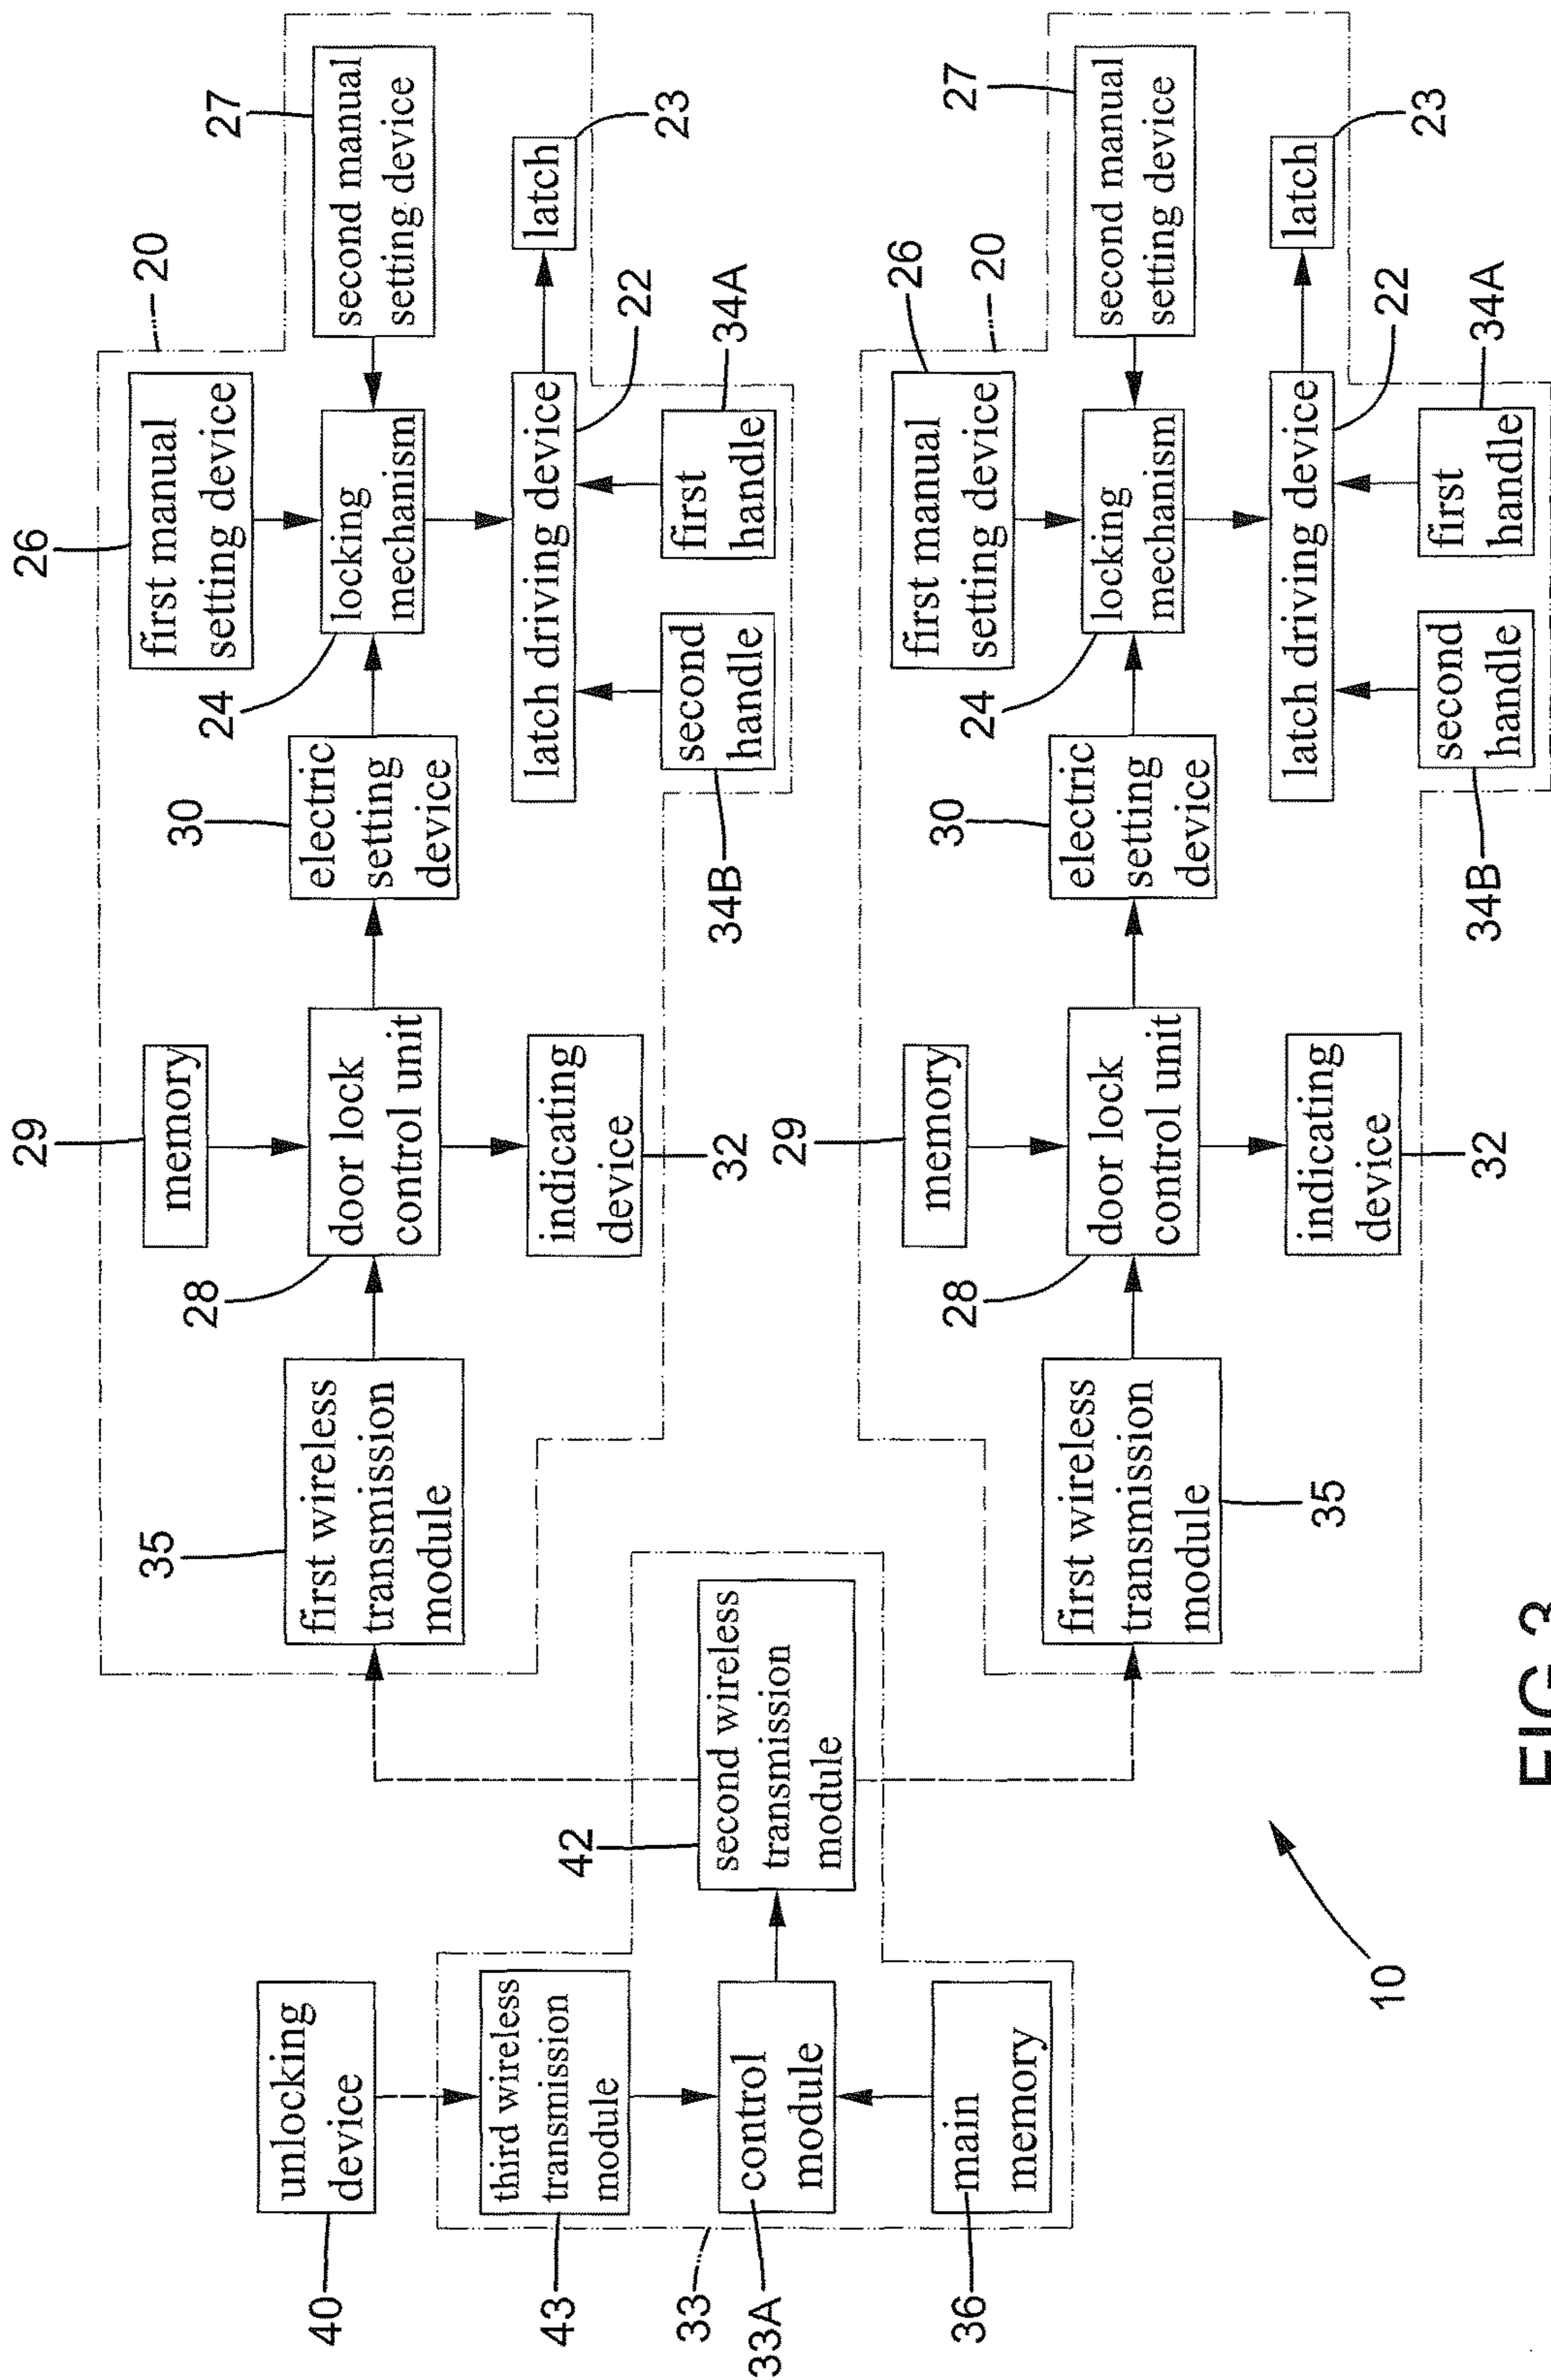 40
unlocking
device
43
third wireless
transmission
module
33
33A
control
module
36
main
memory
42
second wireless
transmission
module
35
first wireless
transmission
module
29
memory
28
door lock
control unit
indicating
device
32
30
electric
setting
device
26
first manual
setting device
24
locking
mechanism
20
27
second manual
setting device
latch
23
latch driving device
22
second
handle
34B
first
handle
34A
first wireless
transmission
module
35
29
memory
28
door lock
control unit
indicating
device
32
30
electric
setting
device
first manual
setting device
26
24
locking
mechanism
20
27
second manual
setting device
latch
23
latch driving device
22
second
handle
34B
first
handle
34A
10
FIG.3